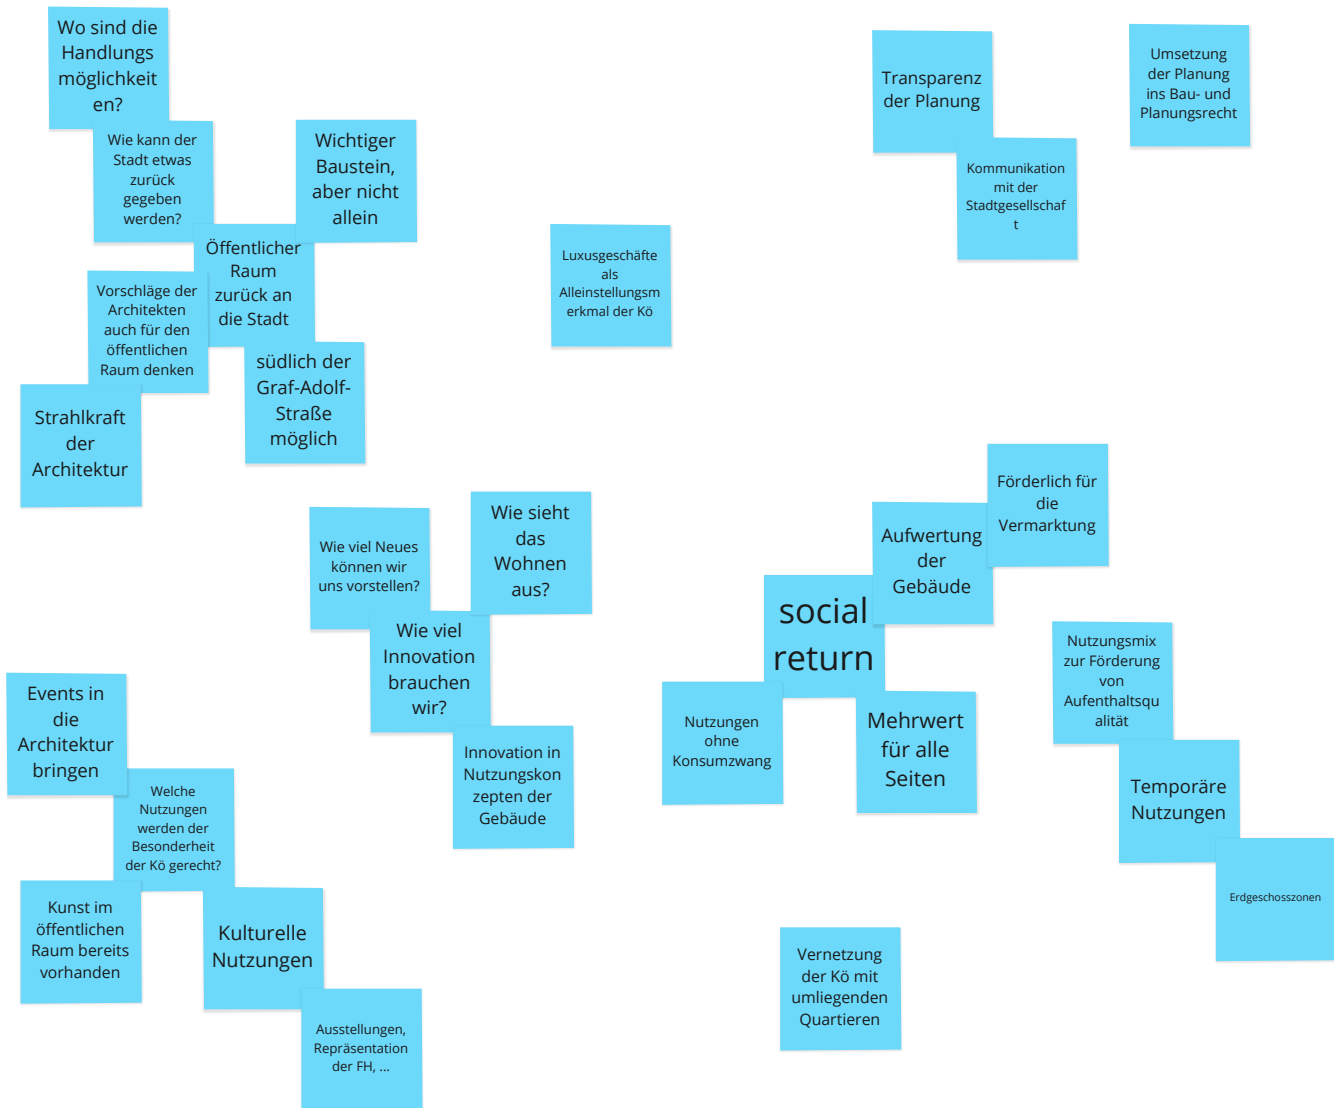 Wo sind die
Handlungs
möglichkeit
en?
Wie kann der
Stadt etwas
zurück
gegeben
werden?
Wichtiger
Baustein,
aber nicht
allein
Öffentlicher
Raum
zurück an
die Stadt
Vorschläge der
Architekten
auch für den
öffentlichen
Raum denken
südlich der
Graf-Adolf-
Straße
möglich
Strahlkraft
der
Architektur
Luxusgeschäfte
als
Alleinstellungsm
erkmal der Kö
Transparenz
der Planung
Kommunikation
mit der
Stadtgesellschaf
t
Umsetzung
der Planung
ins Bau- und
Planungsrecht
Wie viel Neues
können wir
uns vorstellen?
Wie sieht
das
Wohnen
aus?
Wie viel
Innovation
brauchen
wir?
Innovation in
Nutzungskon
zepten der
Gebäude
Förderlich für
die
Vermarktung
Aufwertung
der
Gebäude
social
return
Nutzungen
ohne
Konsumzwang
Mehrwert
für alle
Seiten
Nutzungsmix
zur Förderung
von
Aufenthaltsqu
alität
Temporäre
Nutzungen
Erdgeschosszonen
Events in
die
Architektur
bringen
Welche
Nutzungen
werden der
Besonderheit
der Kö gerecht?
Kunst im
öffentlichen
Raum bereits
vorhanden
Kulturelle
Nutzungen
Ausstellungen,
Repräsentation
der FH, ...
Vernetzung
der Kö mit
umliegenden
Quartieren